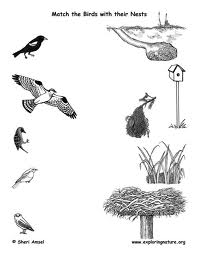 Match the Birds with their Nests
© Sheri Amsel
www.exploringnature.org